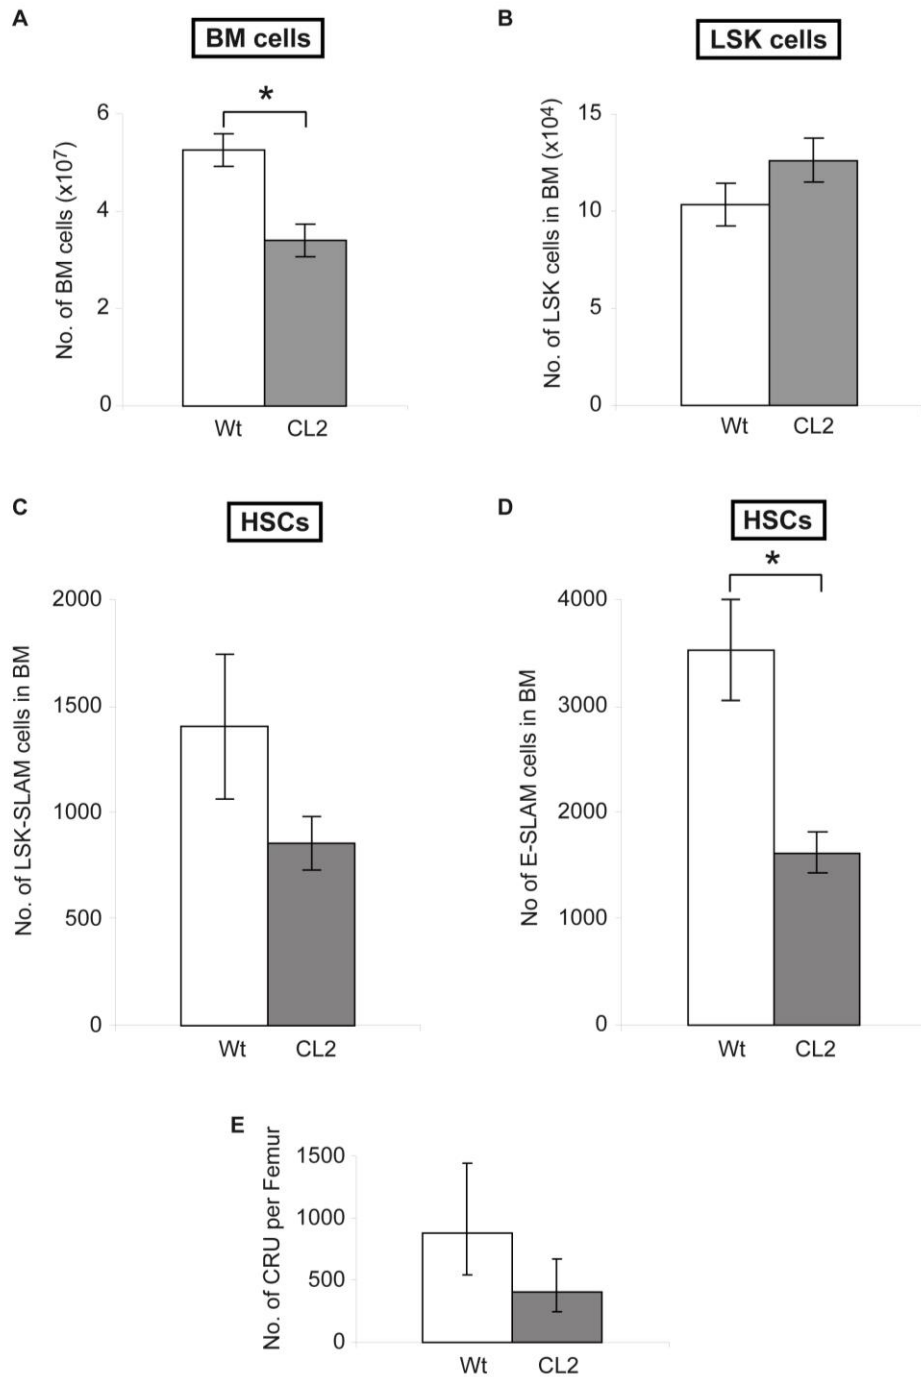 A
BM cells
*
No. of BM cells (x10⁷)
6
4
2
0
Wt CL2
B
LSK cells
No. of LSK cells in BM (x10⁴)
15
10
5
0
Wt CL2
C
HSCs
No. of LSK-SLAM cells in BM
2000
1500
1000
500
0
Wt CL2
D
HSCs
*
No of E-SLAM cells in BM
4000
3000
2000
1000
0
Wt CL2
E
No. of CRU per Femur
1500
1000
500
0
Wt CL2